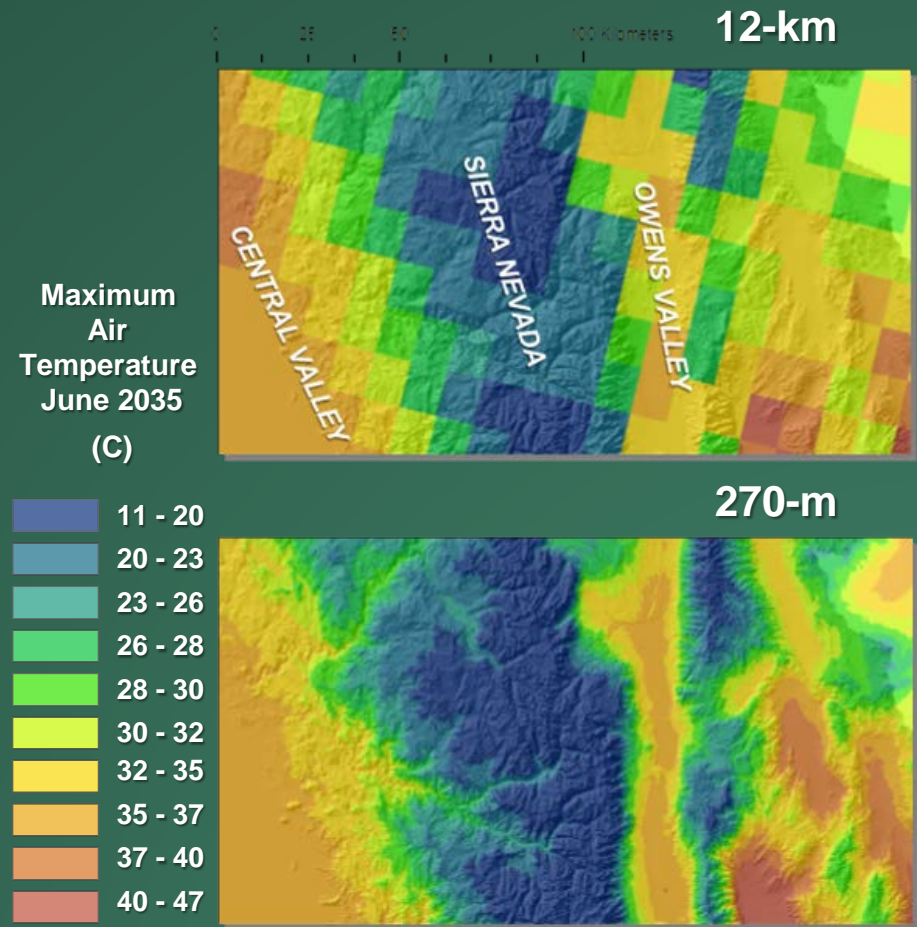 12-km
0 25 50 100 Kilometers
SIERRA NEVADA
OWENS VALLEY
CENTRAL VALLEY
Maximum
Air
Temperature
June 2035
(C)
270-m
11 - 20
20 - 23
23 - 26
26 - 28
28 - 30
30 - 32
32 - 35
35 - 37
37 - 40
40 - 47